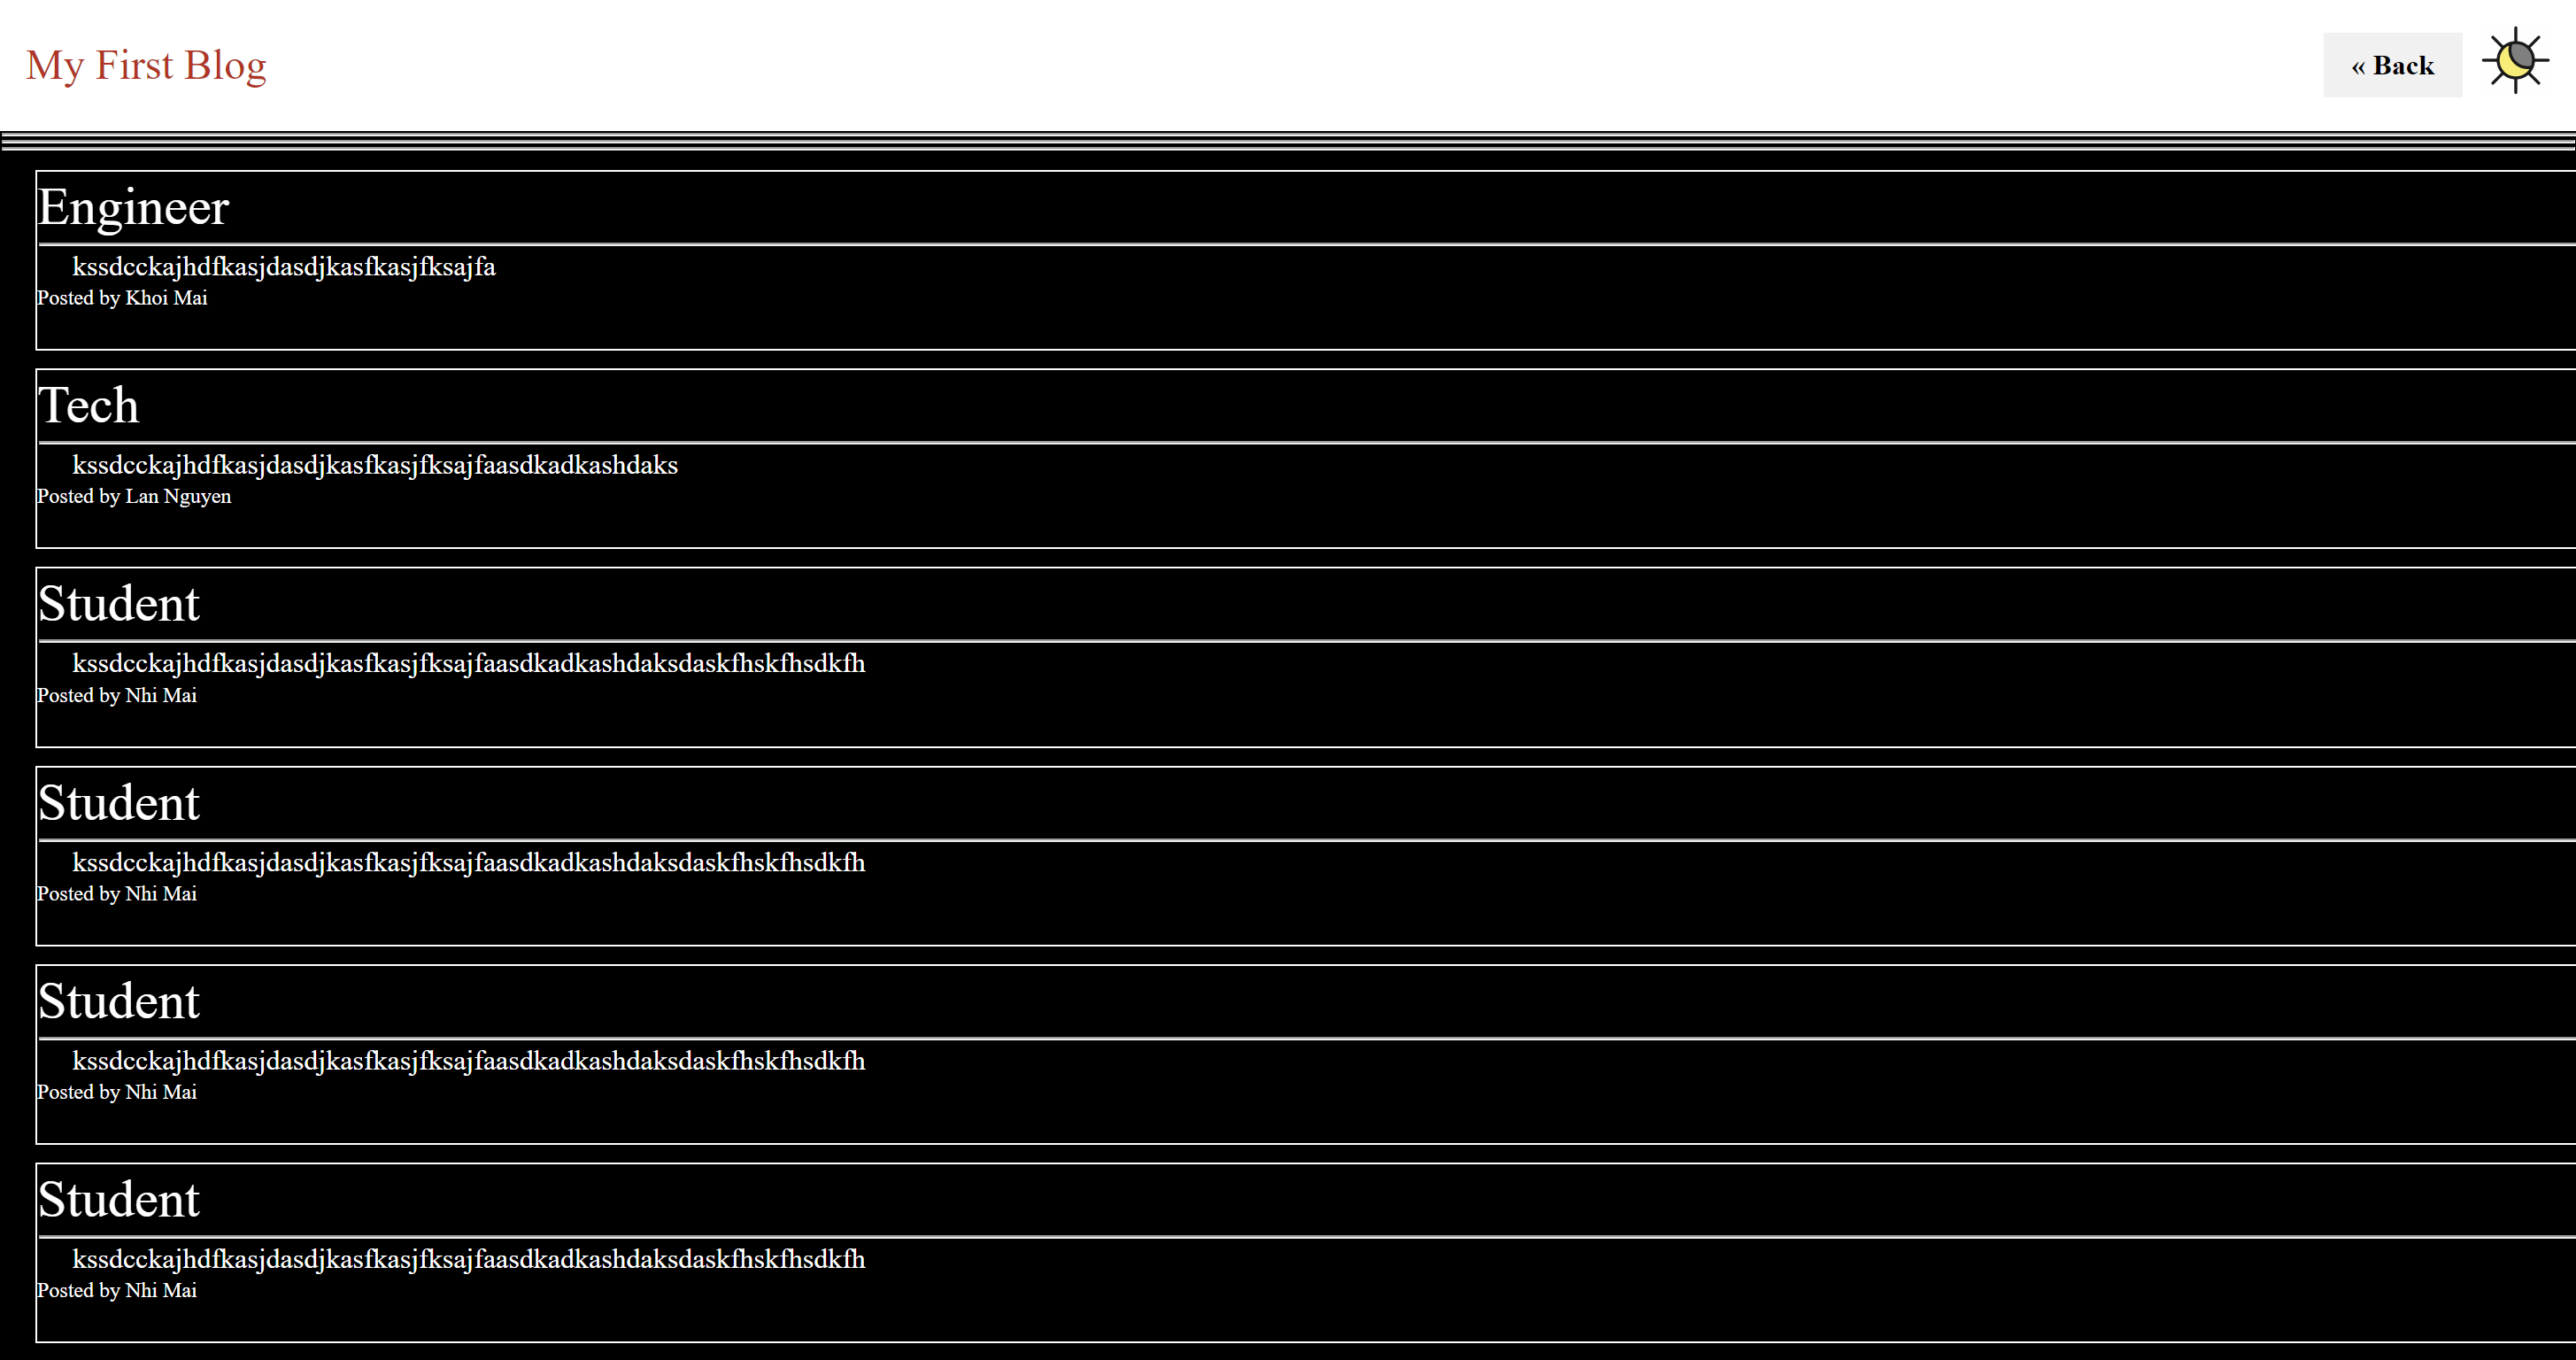 My First Blog
« Back
Engineer
kssdcckajhdfkasjdasdjkasfkasjfksajfa
Posted by Khoi Mai
Tech
kssdcckajhdfkasjdasdjkasfkasjfksajfaasdkadkashdaks
Posted by Lan Nguyen
Student
kssdcckajhdfkasjdasdjkasfkasjfksajfaasdkadkashdaksdaskfhskfhsdkfh
Posted by Nhi Mai
Student
kssdcckajhdfkasjdasdjkasfkasjfksajfaasdkadkashdaksdaskfhskfhsdkfh
Posted by Nhi Mai
Student
kssdcckajhdfkasjdasdjkasfkasjfksajfaasdkadkashdaksdaskfhskfhsdkfh
Posted by Nhi Mai
Student
kssdcckajhdfkasjdasdjkasfkasjfksajfaasdkadkashdaksdaskfhskfhsdkfh
Posted by Nhi Mai